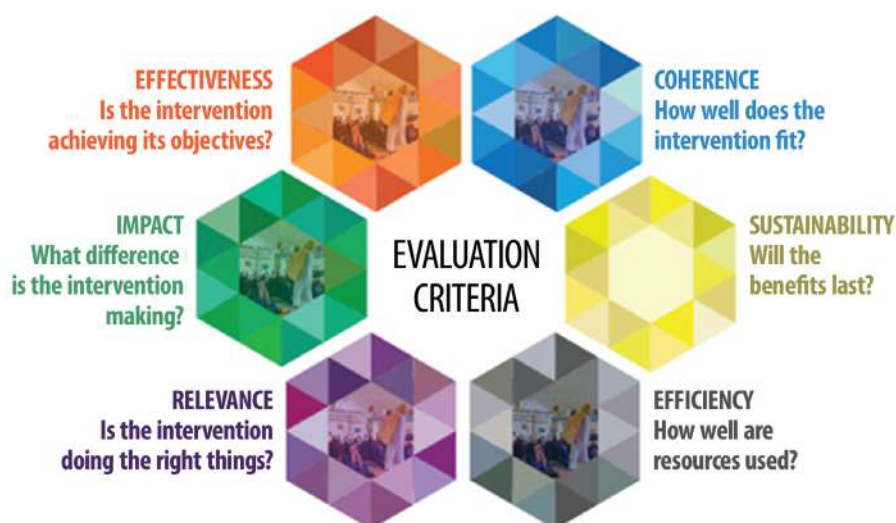 EFFECTIVENESS
Is the intervention
achieving its objectives?
COHERENCE
How well does the
intervention fit?
IMPACT
What difference
is the intervention
making?
EVALUATION
CRITERIA
SUSTAINABILITY
Will the
benefits last?
RELEVANCE
Is the intervention
doing the right things?
EFFICIENCY
How well are
resources used?